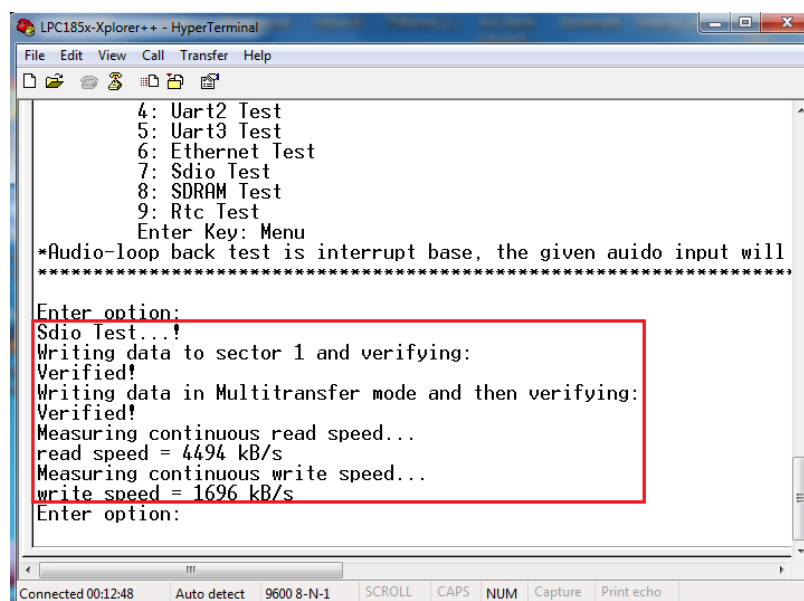 LPC185x-Xplorer++ - HyperTerminal
File Edit View Call Transfer Help
4: Uart2 Test
5: Uart3 Test
6: Ethernet Test
7: Sdio Test
8: SDRAM Test
9: Rtc Test
Enter Key: Menu
*Audio-loop back test is interrupt base, the given auido input will
************************************************************************
Enter option:
Sdio Test...!
Writing data to sector 1 and verifying:
Verified!
Writing data in Multitransfer mode and then verifying:
Verified!
Measuring continuous read speed...
read speed = 4494 kB/s
Measuring continuous write speed...
write speed = 1696 kB/s
Enter option:
Connected 00:12:48 Auto detect 9600 8-N-1 SCROLL CAPS NUM Capture Print echo